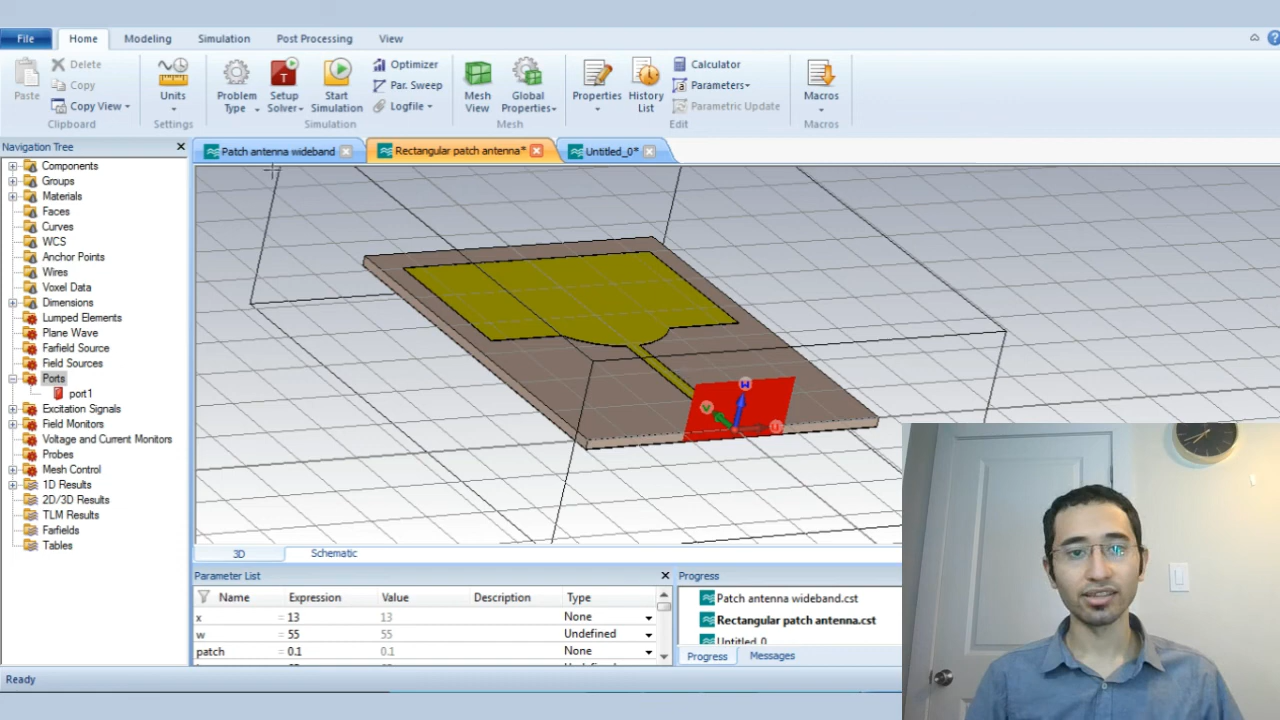 File Home Modeling Simulation Post Processing View
Paste
Delete
Copy
Copy View
Clipboard
Units
Settings
Problem Type
Setup Solver
Start Simulation
Optimizer
Par. Sweep
Logfile
Simulation
Mesh View
Global Properties
Mesh
Properties
History List
Calculator
Parameters
Parametric Update
Edit
Macros
Macros
Navigation Tree
Patch antenna wideband
Rectangular patch antenna*
Untitled_0*
Components
Groups
Materials
Faces
Curves
WCS
Anchor Points
Wires
Voxel Data
Dimensions
Lumped Elements
Plane Wave
Farfield Source
Field Sources
Ports
port1
Excitation Signals
Field Monitors
Voltage and Current Monitors
Probes
Mesh Control
1D Results
2D/3D Results
TLM Results
Farfields
Tables
V W U
3D Schematic
Parameter List
Name Expression Value Description Type
x = 13 13 None
w = 55 55 Undefined
patch = 0.1 0.1 None
Progress
Patch antenna wideband.cst
Rectangular patch antenna.cst
Untitled_0
Progress Messages
Ready